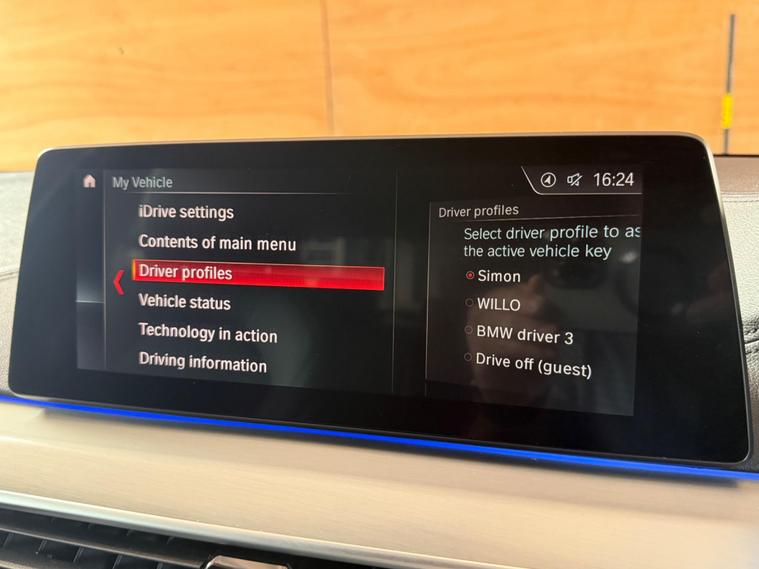 My Vehicle
16:24
iDrive settings
Contents of main menu
Driver profiles
Vehicle status
Technology in action
Driving information
Driver profiles
Select driver profile to as
the active vehicle key
Simon
WILLO
BMW driver 3
Drive off (guest)